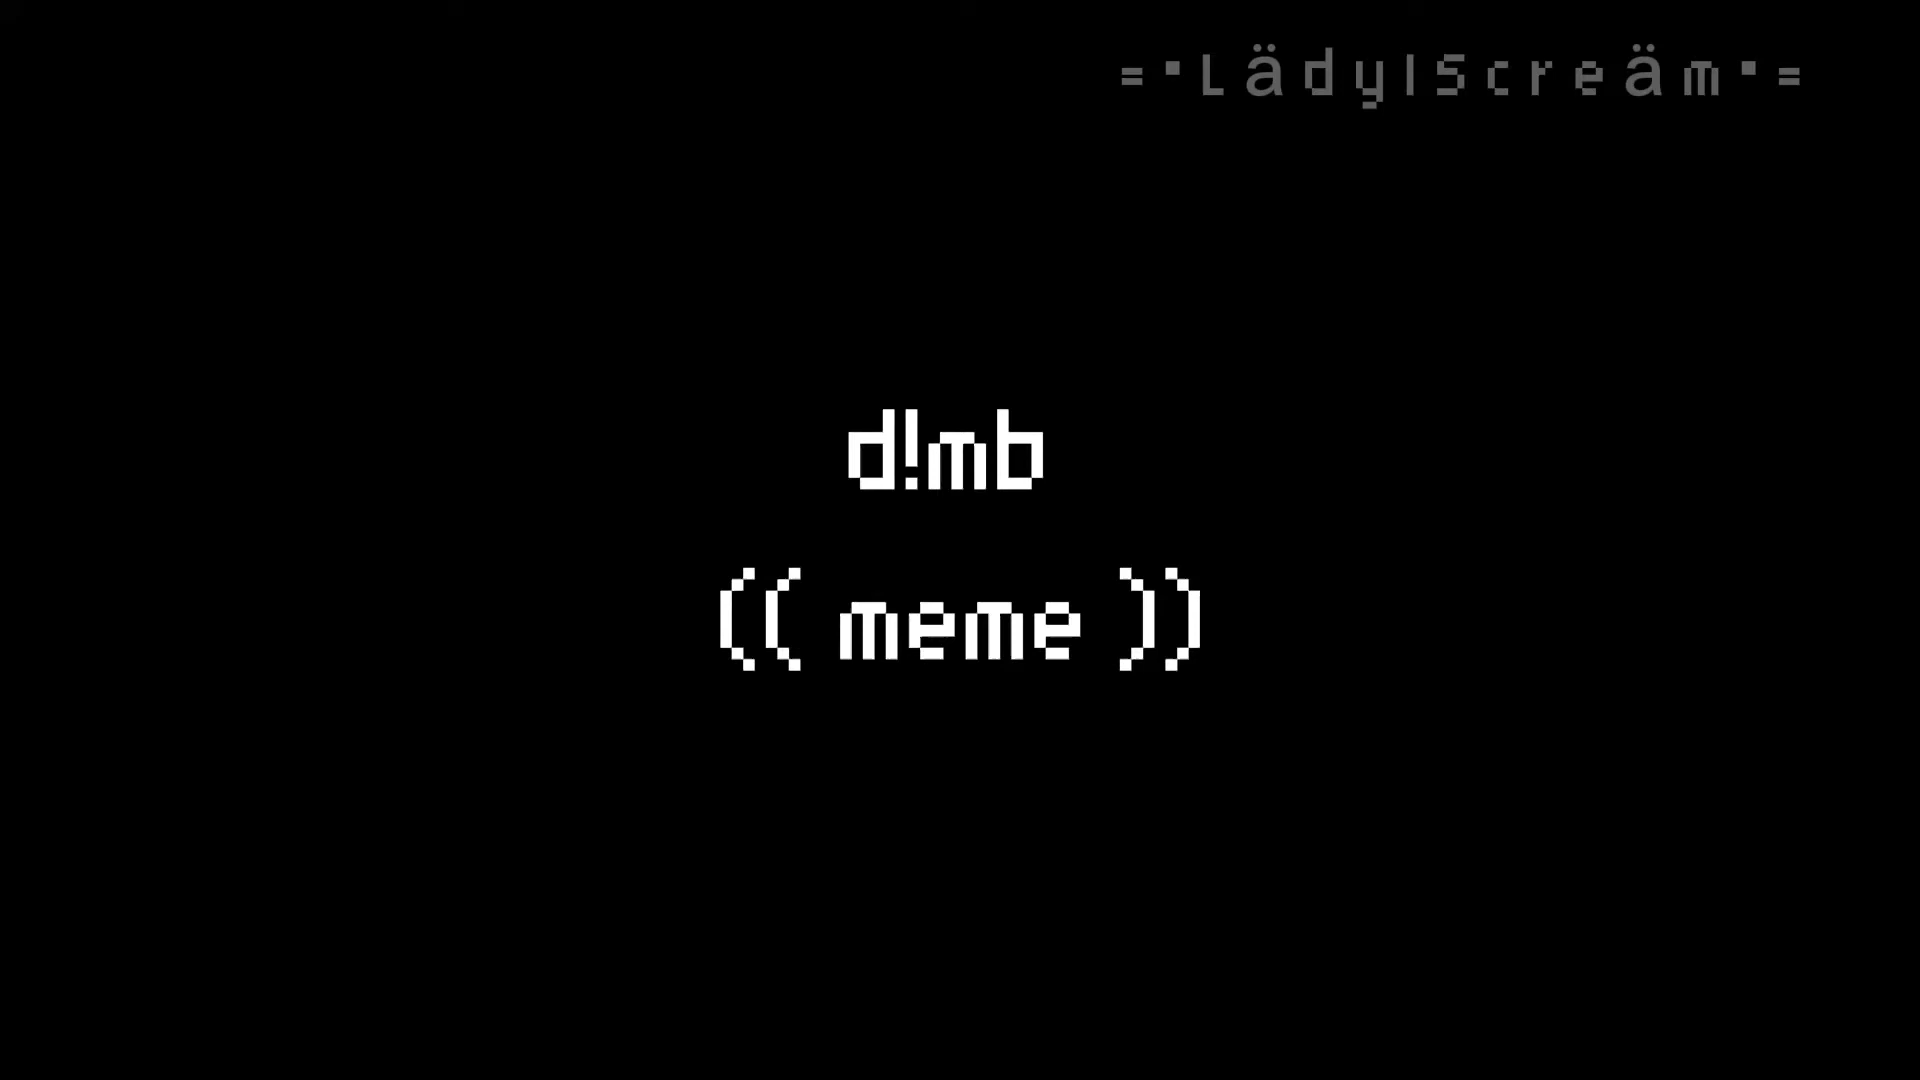 =▪LädyIScreäm▪=
d!mb
(( meme ))